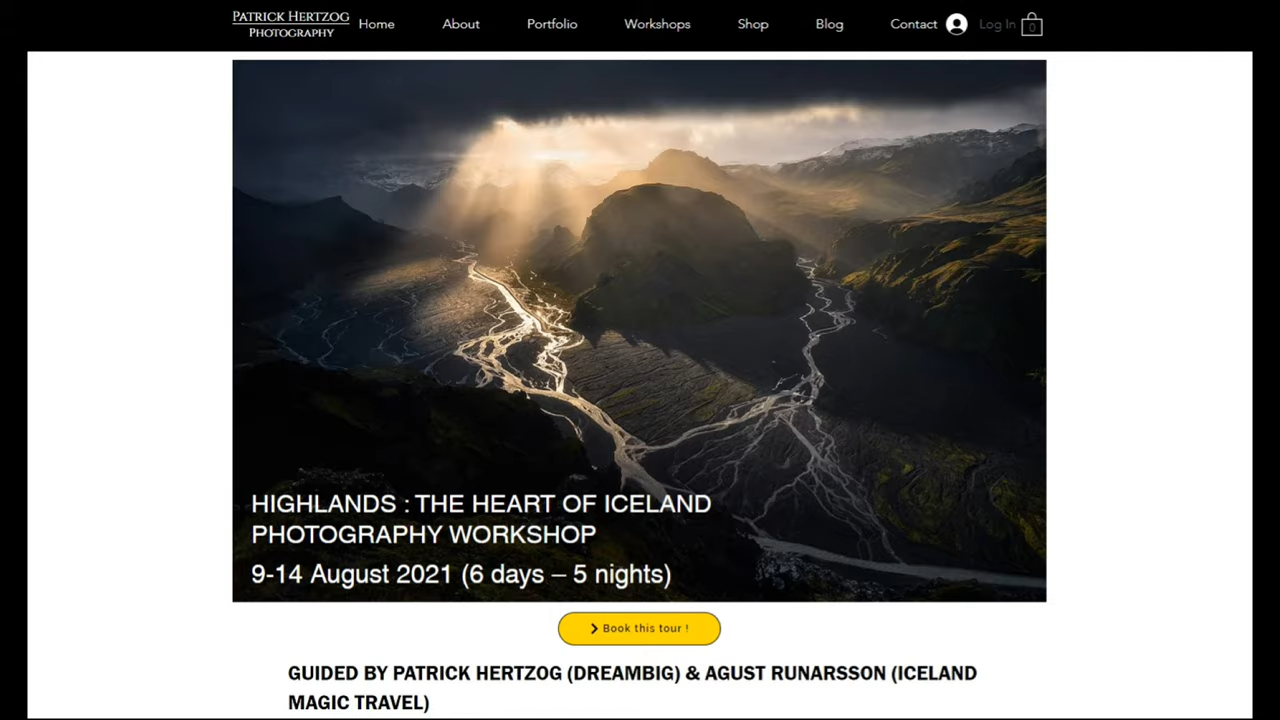 PATRICK HERTZOG
PHOTOGRAPHY
Home About Portfolio Workshops Shop Blog Contact Log In 0
HIGHLANDS : THE HEART OF ICELAND
PHOTOGRAPHY WORKSHOP
9-14 August 2021 (6 days – 5 nights)
Book this tour !
GUIDED BY PATRICK HERTZOG (DREAMBIG) & AGUST RUNARSSON (ICELAND
MAGIC TRAVEL)